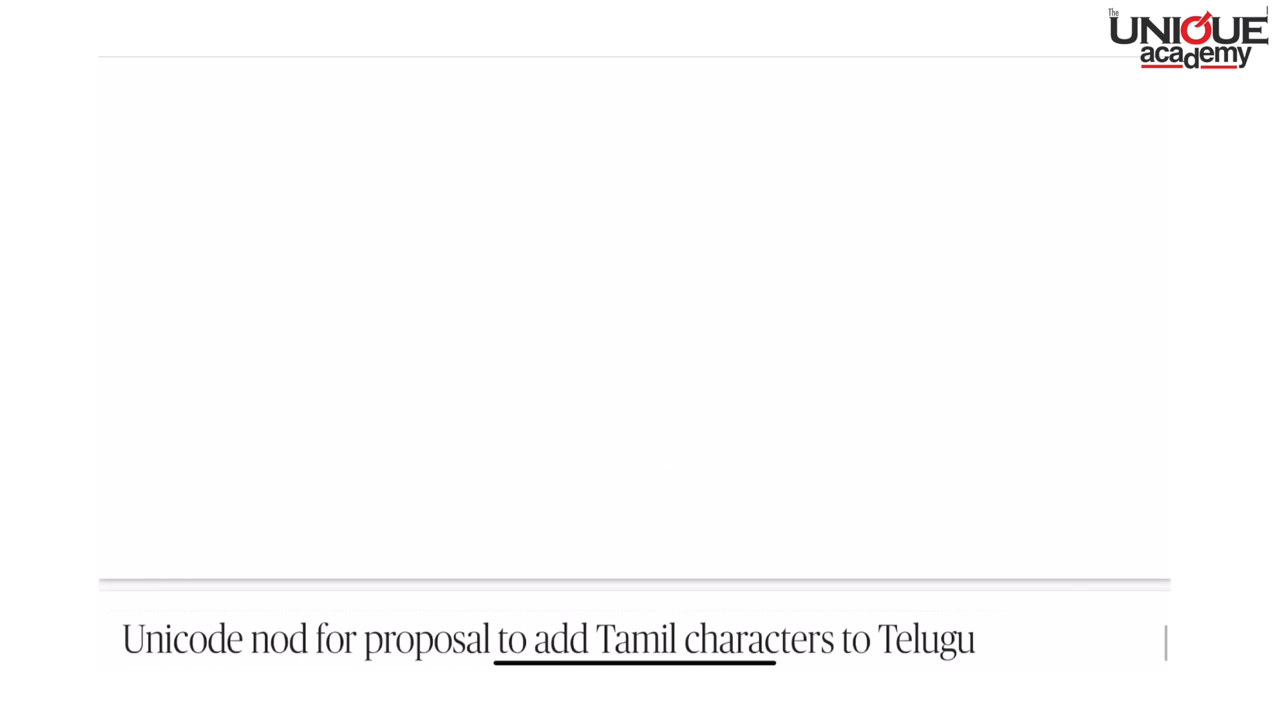 The
UNIQUE
academy
Unicode nod for proposal to add Tamil characters to Telugu